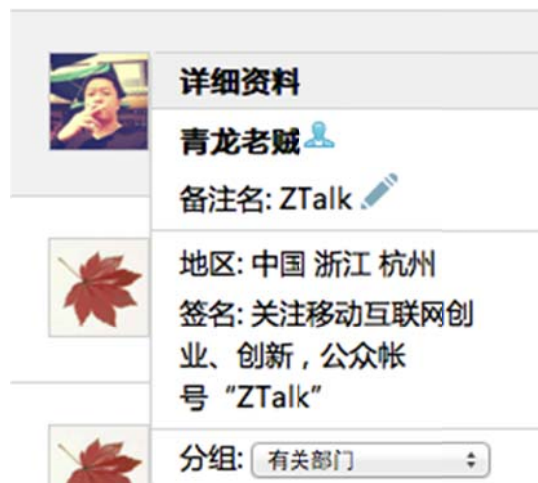 详细资料
青龙老贼
备注名: ZTalk
地区: 中国 浙江 杭州
签名: 关注移动互联网创
业、创新，公众帐
号“ZTalk”
分组: 有关部门